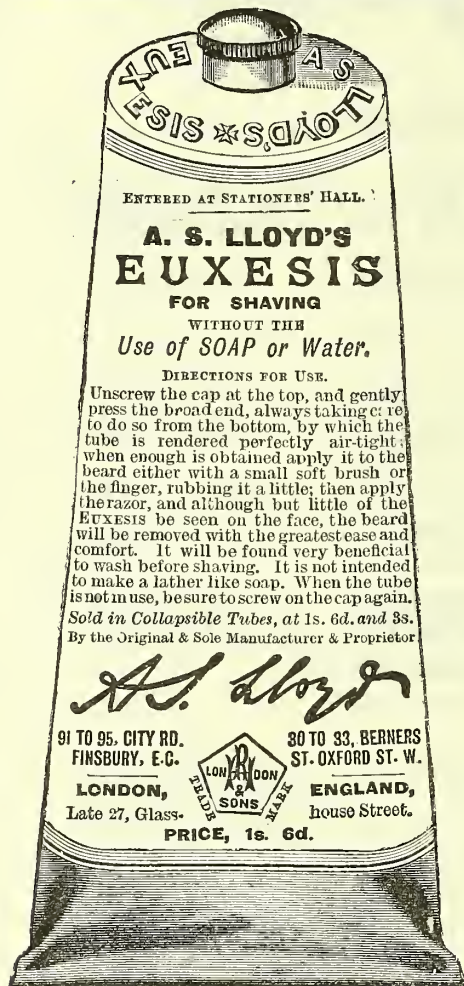 A S LLOYD'S EUXESIS
ENTERED AT STATIONERS' HALL.
A. S. LLOYD'S
EUXESIS
FOR SHAVING
WITHOUT THE
Use of SOAP or Water.
DIRECTIONS FOR USE.
Unscrew the cap at the top, and gently
press the broad end, always taking care
to do so from the bottom, by which the
tube is rendered perfectly air-tight;
when enough is obtained apply it to the
beard either with a small soft brush or
the finger, rubbing it a little; then apply
the razor, and although but little of the
EUXESIS be seen on the face, the beard
will be removed with the greatest ease and
comfort. It will be found very beneficial
to wash before shaving. It is not intended
to make a lather like soap. When the tube
is not in use, be sure to screw on the cap again.
Sold in Collapsible Tubes, at 1s. 6d. and 3s.
By the Original & Sole Manufacturer & Proprietor
A.S. Lloyd
91 TO 95, CITY RD.
FINSBURY, E.C.
LONDON,
Late 27, Glass-
LONDON
& SONS
TRADE MARK
30 TO 33, BERNERS
ST. OXFORD ST. W.
ENGLAND,
house Street.
PRICE, 1s. 6d.